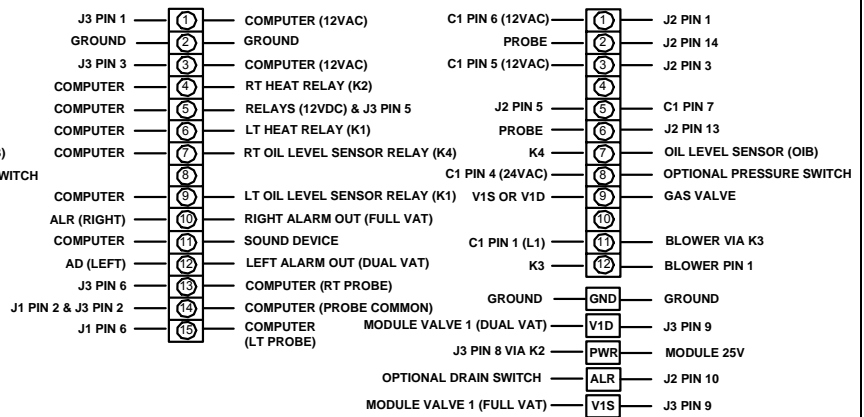 J3 PIN 1 1 COMPUTER (12VAC)
GROUND 2 GROUND
J3 PIN 3 3 COMPUTER (12VAC)
COMPUTER 4 RT HEAT RELAY (K2)
COMPUTER 5 RELAYS (12VDC) & J3 PIN 5
COMPUTER 6 LT HEAT RELAY (K1)
COMPUTER 7 RT OIL LEVEL SENSOR RELAY (K4)
8
COMPUTER 9 LT OIL LEVEL SENSOR RELAY (K1)
ALR (RIGHT) 10 RIGHT ALARM OUT (FULL VAT)
COMPUTER 11 SOUND DEVICE
AD (LEFT) 12 LEFT ALARM OUT (DUAL VAT)
J3 PIN 6 13 COMPUTER (RT PROBE)
J1 PIN 2 & J3 PIN 2 14 COMPUTER (PROBE COMMON)
J1 PIN 6 15 COMPUTER
(LT PROBE)
C1 PIN 6 (12VAC) 1 J2 PIN 1
PROBE 2 J2 PIN 14
C1 PIN 5 (12VAC) 3 J2 PIN 3
4
J2 PIN 5 5 C1 PIN 7
PROBE 6 J2 PIN 13
K4 7 OIL LEVEL SENSOR (OIB)
C1 PIN 4 (24VAC) 8 OPTIONAL PRESSURE SWITCH
V1S OR V1D 9 GAS VALVE
10
C1 PIN 1 (L1) 11 BLOWER VIA K3
K3 12 BLOWER PIN 1
GROUND GND GROUND
MODULE VALVE 1 (DUAL VAT) V1D J3 PIN 9
J3 PIN 8 VIA K2 PWR MODULE 25V
OPTIONAL DRAIN SWITCH ALR J2 PIN 10
MODULE VALVE 1 (FULL VAT) V1S J3 PIN 9